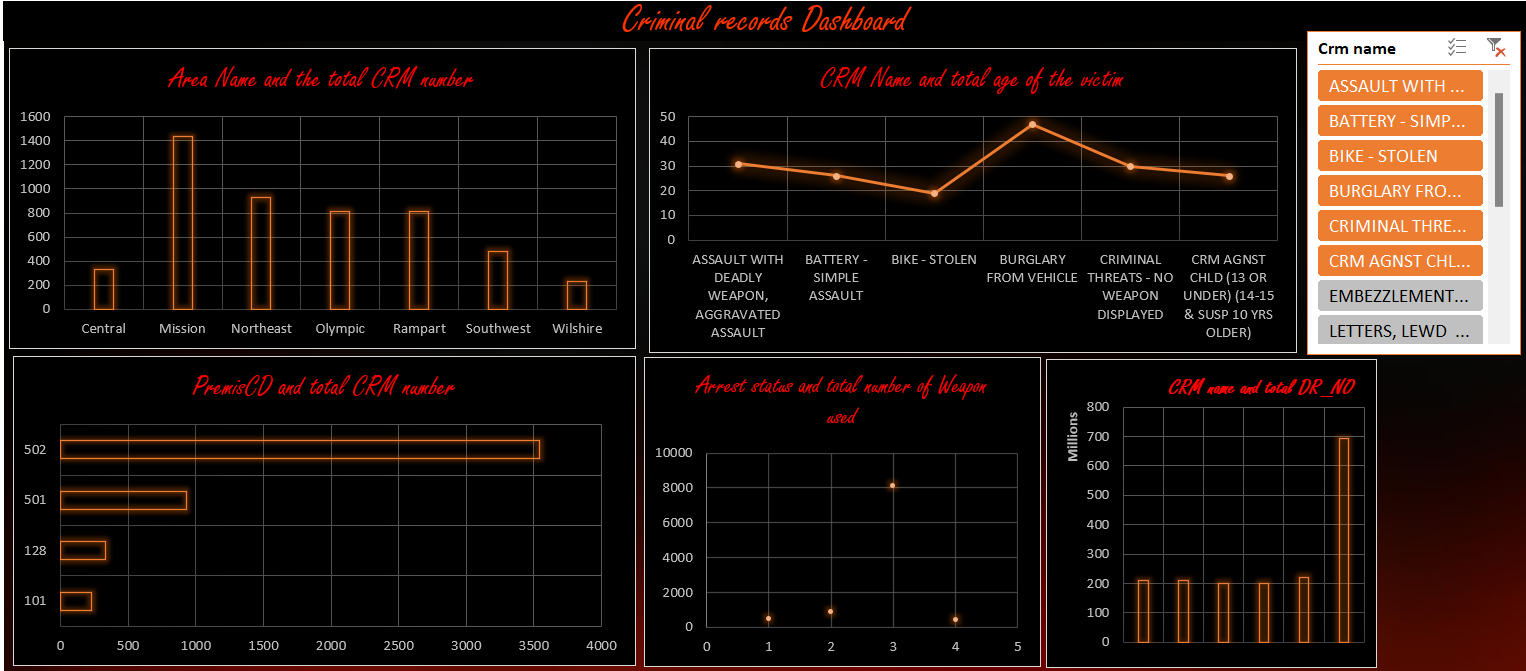 Criminal records Dashboard
Area Name and the total CRM number
1600
1400
1200
1000
800
600
400
200
0
Central Mission Northeast Olympic Rampart Southwest Wilshire
CRM Name and total age of the victim
50
40
30
20
10
0
ASSAULT WITH
DEADLY
WEAPON,
AGGRAVATED
ASSAULT
BATTERY -
SIMPLE
ASSAULT
BIKE - STOLEN
BURGLARY
FROM VEHICLE
CRIMINAL
THREATS - NO
WEAPON
DISPLAYED
CRM AGNST
CHLD (13 OR
UNDER) (14-15
& SUSP 10 YRS
OLDER)
Crm name
ASSAULT WITH ...
BATTERY - SIMP...
BIKE - STOLEN
BURGLARY FRO...
CRIMINAL THRE...
CRM AGNST CHL...
EMBEZZLEMENT...
LETTERS, LEWD ...
PremisCD and total CRM number
502
501
128
101
0 500 1000 1500 2000 2500 3000 3500 4000
Arrest status and total number of Weapon
used
10000
8000
6000
4000
2000
0
0 1 2 3 4 5
CRM name and total DR_NO
Millions
800
700
600
500
400
300
200
100
0